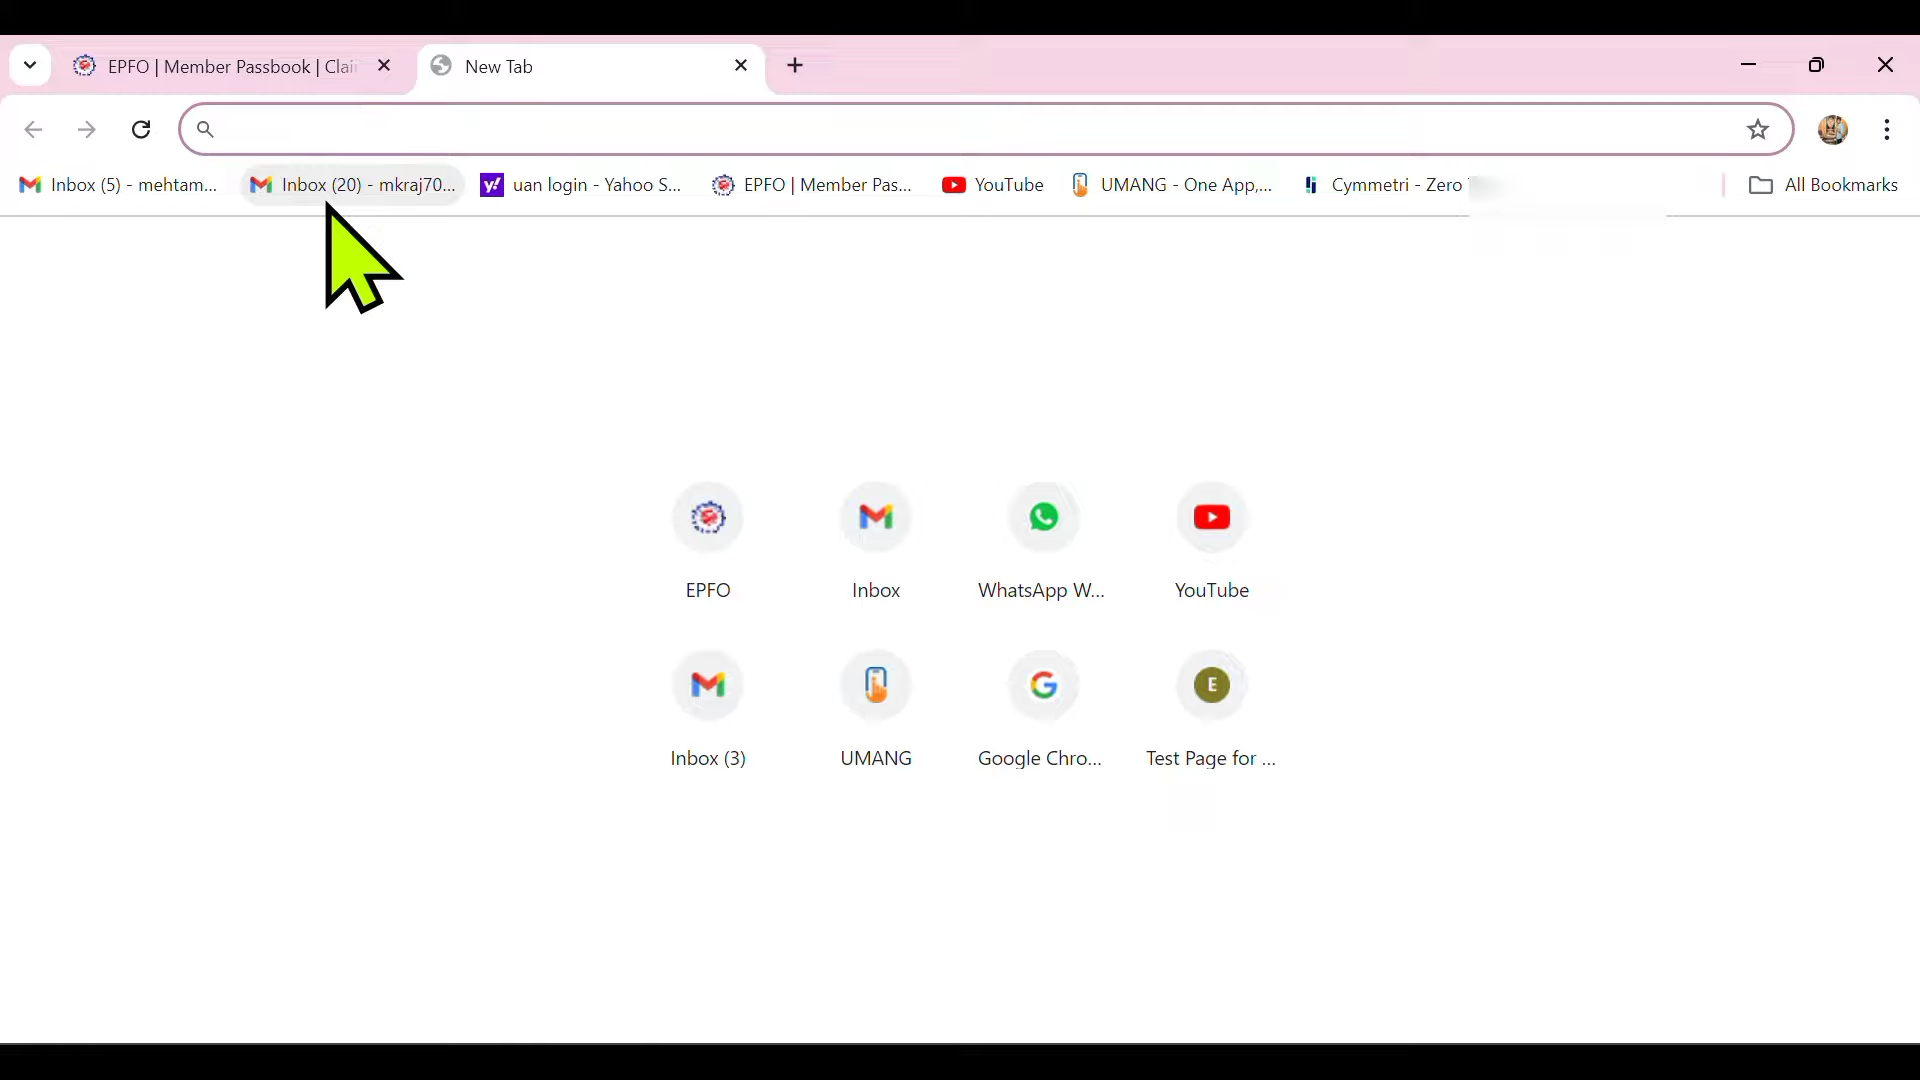 EPFO | Member Passbook | Clai
New Tab
Inbox (5) - mehtam...
Inbox (20) - mkraj70...
uan login - Yahoo S...
EPFO | Member Pas...
YouTube
UMANG - One App,...
Cymmetri - Zero
All Bookmarks
EPFO
Inbox
WhatsApp W...
YouTube
Inbox (3)
UMANG
Google Chro...
E
Test Page for ...